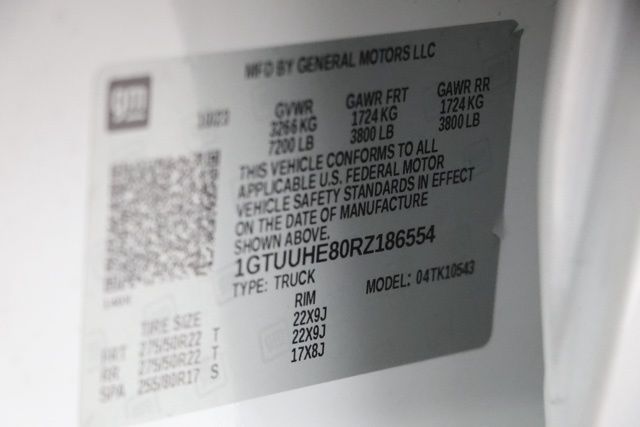 MFD BY GENERAL MOTORS LLC
gm
GVWR GAWR FRT GAWR RR
3266 KG 1724 KG 1724 KG
7200 LB 3800 LB 3800 LB
THIS VEHICLE CONFORMS TO ALL
APPLICABLE U.S. FEDERAL MOTOR
VEHICLE SAFETY STANDARDS IN EFFECT
ON THE DATE OF MANUFACTURE
SHOWN ABOVE.
1GTUUHE80RZ186554
TYPE: TRUCK MODEL: 04TK10543
TIRE SIZE RIM
FRT 275/50R22 T 22X9J
RR 275/50R22 T 22X9J
SPA 255/80R17 S 17X8J